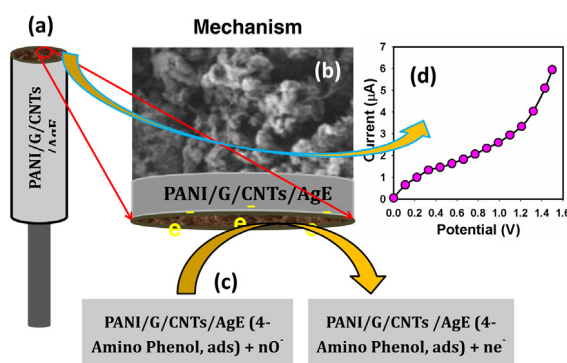 Mechanism
(a)
PANI/G/CNTs
/AgE
(b)
PANI/G/CNTs/AgE
e
-
e
-
e
(c)
PANI/G/CNTs/AgE (4-
Amino Phenol, ads) + nO⁻
PANI/G/CNTs /AgE (4-
Amino Phenol, ads) + ne⁻
(d)
Current (µA)
7
6
5
4
3
2
1
0
0.0 0.2 0.4 0.6 0.8 1.0 1.2 1.4 1.6
Potential (V)